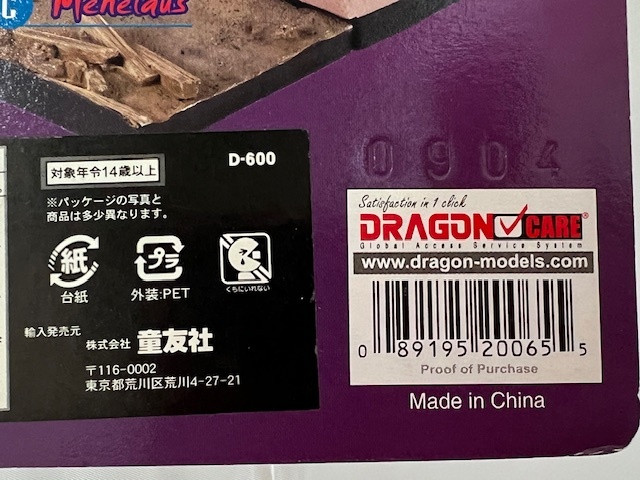 C
Menelaus
0904
対象年令14歳以上
D-600
※パッケージの写真と
商品は多少異なります。
紙
台紙
プラ
外装:PET
くちにいれない
輸入発売元
株式会社 童友社
〒116-0002
東京都荒川区荒川4-27-21
Satisfaction in 1 click
DRAGON CARE®
Global Access Service System
www.dragon-models.com
0 89195 20065 5
Proof of Purchase
Made in China